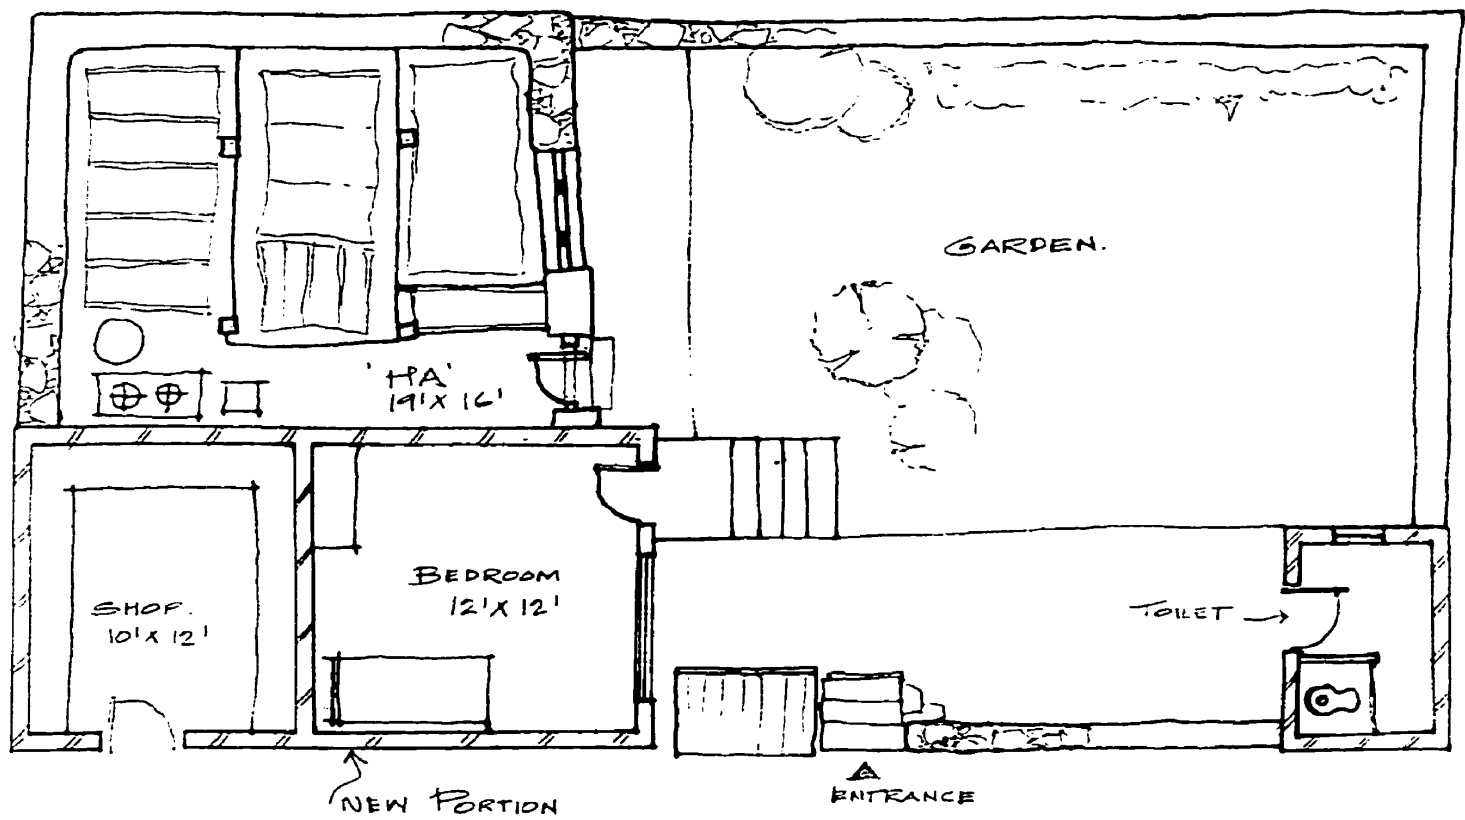 GARDEN.
'HA'
19' X 16'
BEDROOM
12' X 12'
SHOP.
10' X 12'
TOILET
NEW PORTION
ENTRANCE